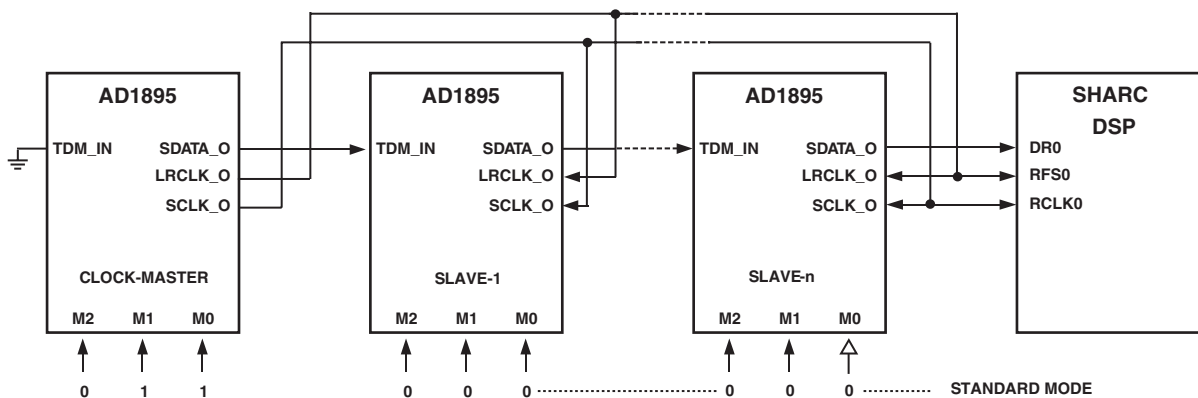 AD1895
TDM_IN
SDATA_O
LRCLK_O
SCLK_O
CLOCK-MASTER
M2 M1 M0
0 1 1
AD1895
TDM_IN
SDATA_O
LRCLK_O
SCLK_O
SLAVE-1
M2 M1 M0
0 0 0
AD1895
TDM_IN
SDATA_O
LRCLK_O
SCLK_O
SLAVE-n
M2 M1 M0
0 0 0
STANDARD MODE
SHARC
DSP
DR0
RFS0
RCLK0